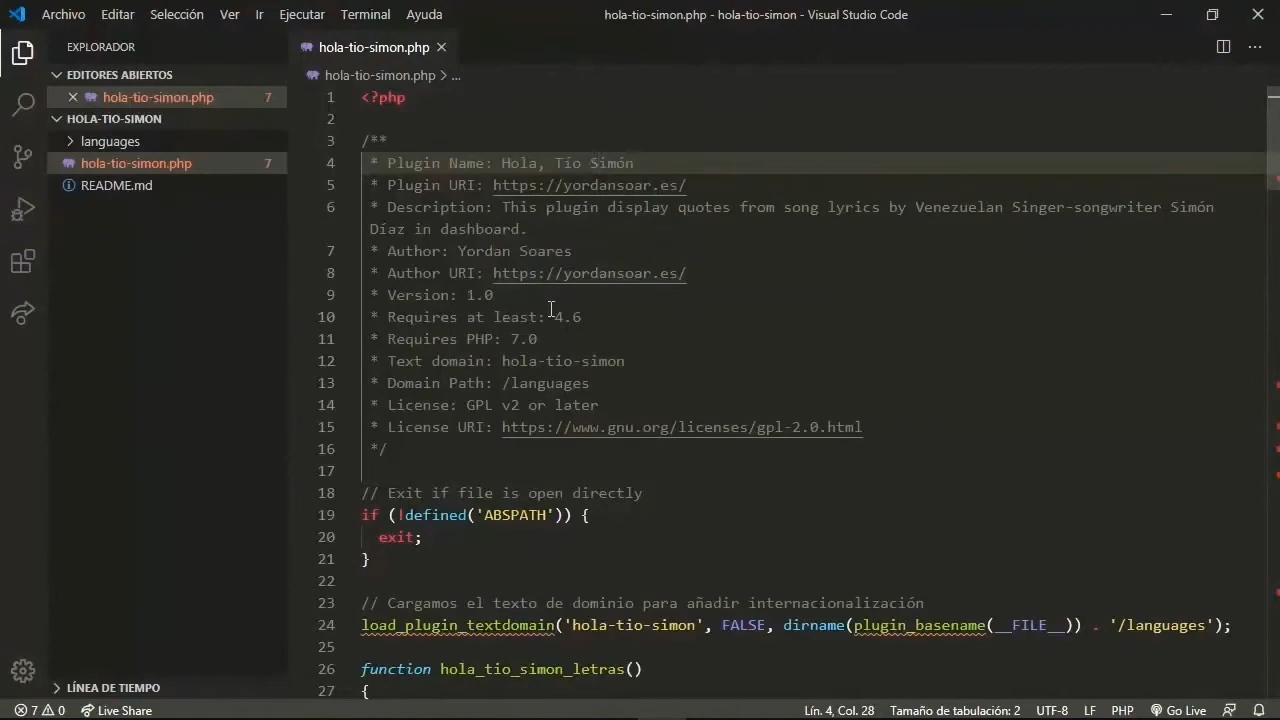 Archivo Editar Selección Ver Ir Ejecutar Terminal Ayuda hola-tio-simon.php - hola-tio-simon - Visual Studio Code
EXPLORADOR
EDITORES ABIERTOS
hola-tio-simon.php 7
HOLA-TIO-SIMON
languages
hola-tio-simon.php 7
README.md
LÍNEA DE TIEMPO
hola-tio-simon.php
hola-tio-simon.php > ...
1 <?php
2
3 /**
4 * Plugin Name: Hola, Tío Simón
5 * Plugin URI: https://yordansoar.es/
6 * Description: This plugin display quotes from song lyrics by Venezuelan Singer-songwriter Simón
Díaz in dashboard.
7 * Author: Yordan Soares
8 * Author URI: https://yordansoar.es/
9 * Version: 1.0
10 * Requires at least: 4.6
11 * Requires PHP: 7.0
12 * Text domain: hola-tio-simon
13 * Domain Path: /languages
14 * License: GPL v2 or later
15 * License URI: https://www.gnu.org/licenses/gpl-2.0.html
16 */
17
18 // Exit if file is open directly
19 if (!defined('ABSPATH')) {
20 exit;
21 }
22
23 // Cargamos el texto de dominio para añadir internacionalización
24 load_plugin_textdomain('hola-tio-simon', FALSE, dirname(plugin_basename(__FILE__)) . '/languages');
25
26 function hola_tio_simon_letras()
27 {
7 0 Live Share Lín. 4, Col. 28 Tamaño de tabulación: 2 UTF-8 LF PHP Go Live